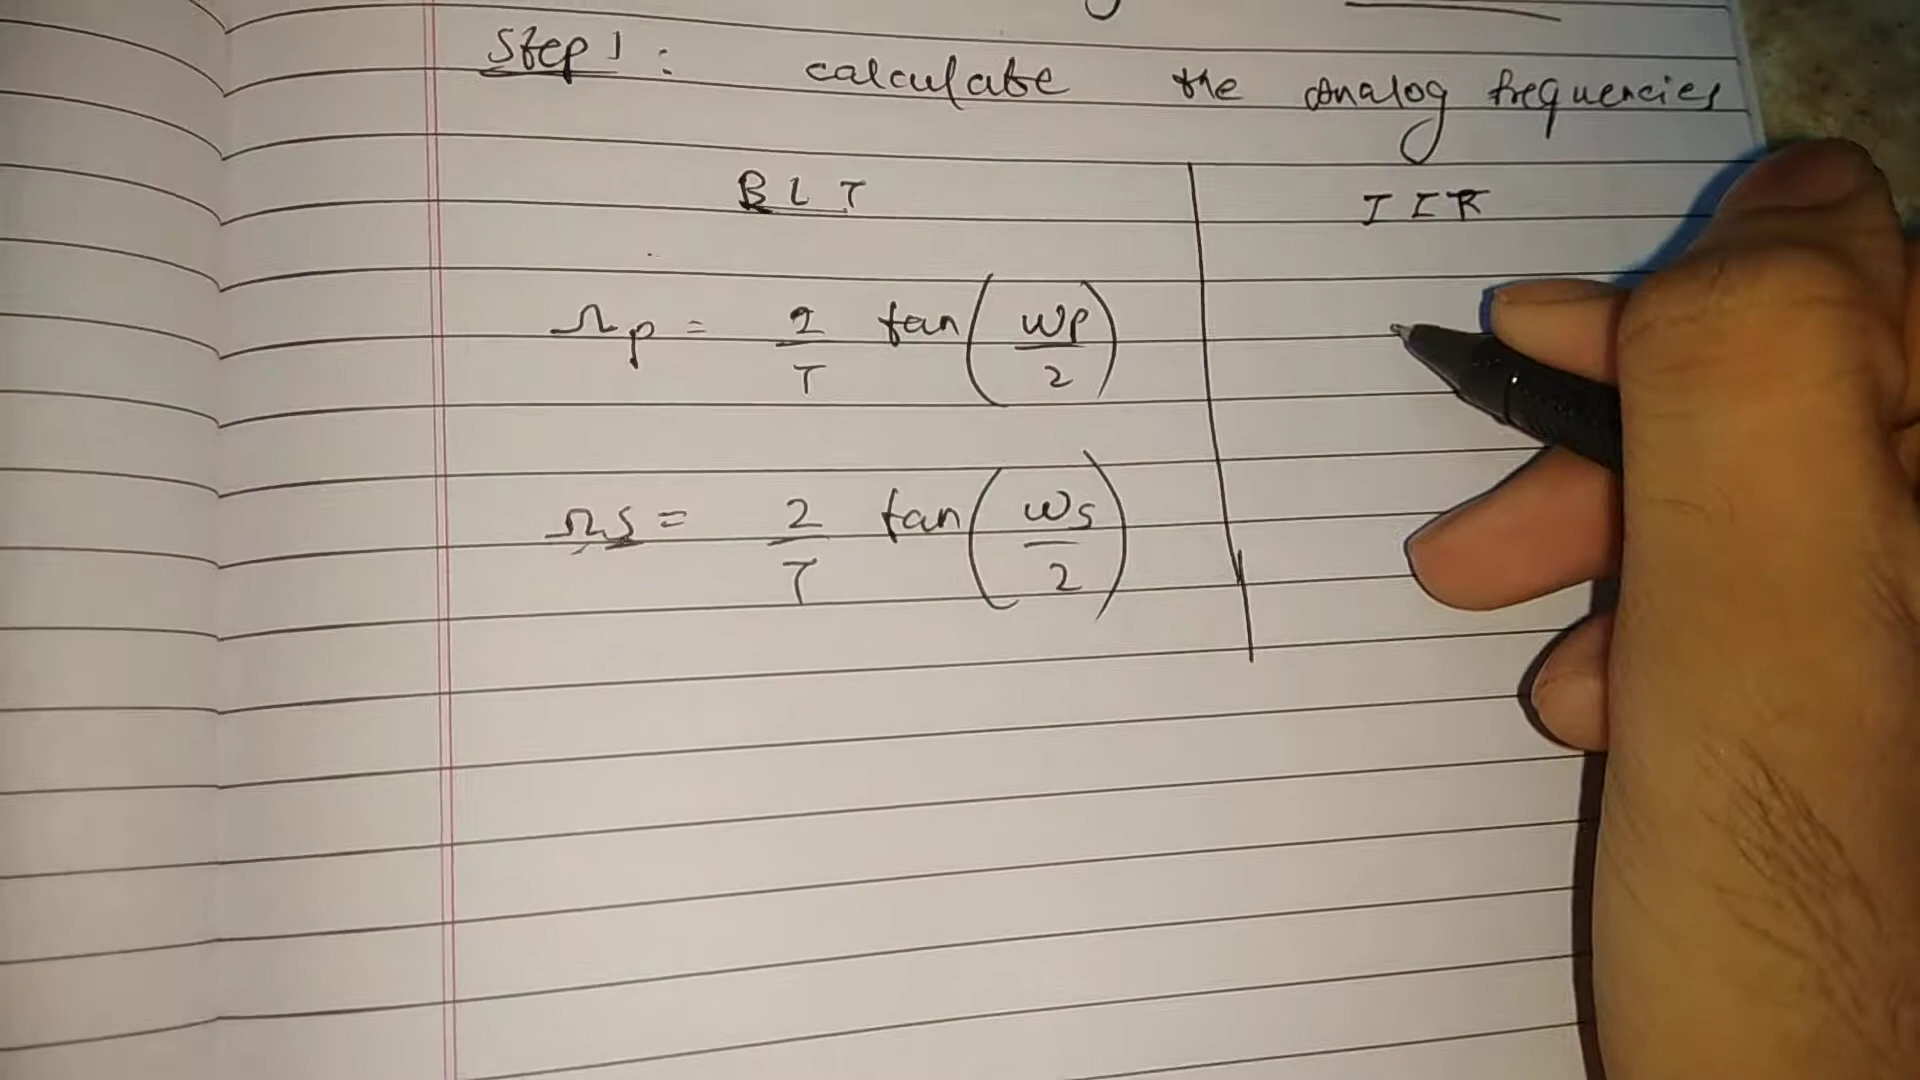 Step 1 : calculate the analog frequencies
BLT
IIR
Ωp = 2/T tan(ωp/2)
Ωs = 2/T tan(ωs/2)